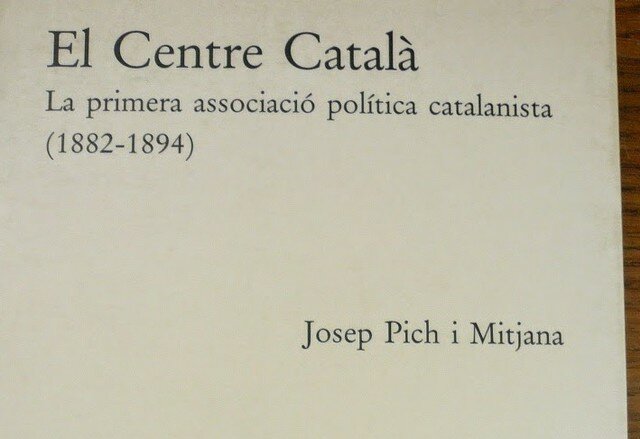 El Centre Català
La primera associació política catalanista
(1882-1894)
Josep Pich i Mitjana